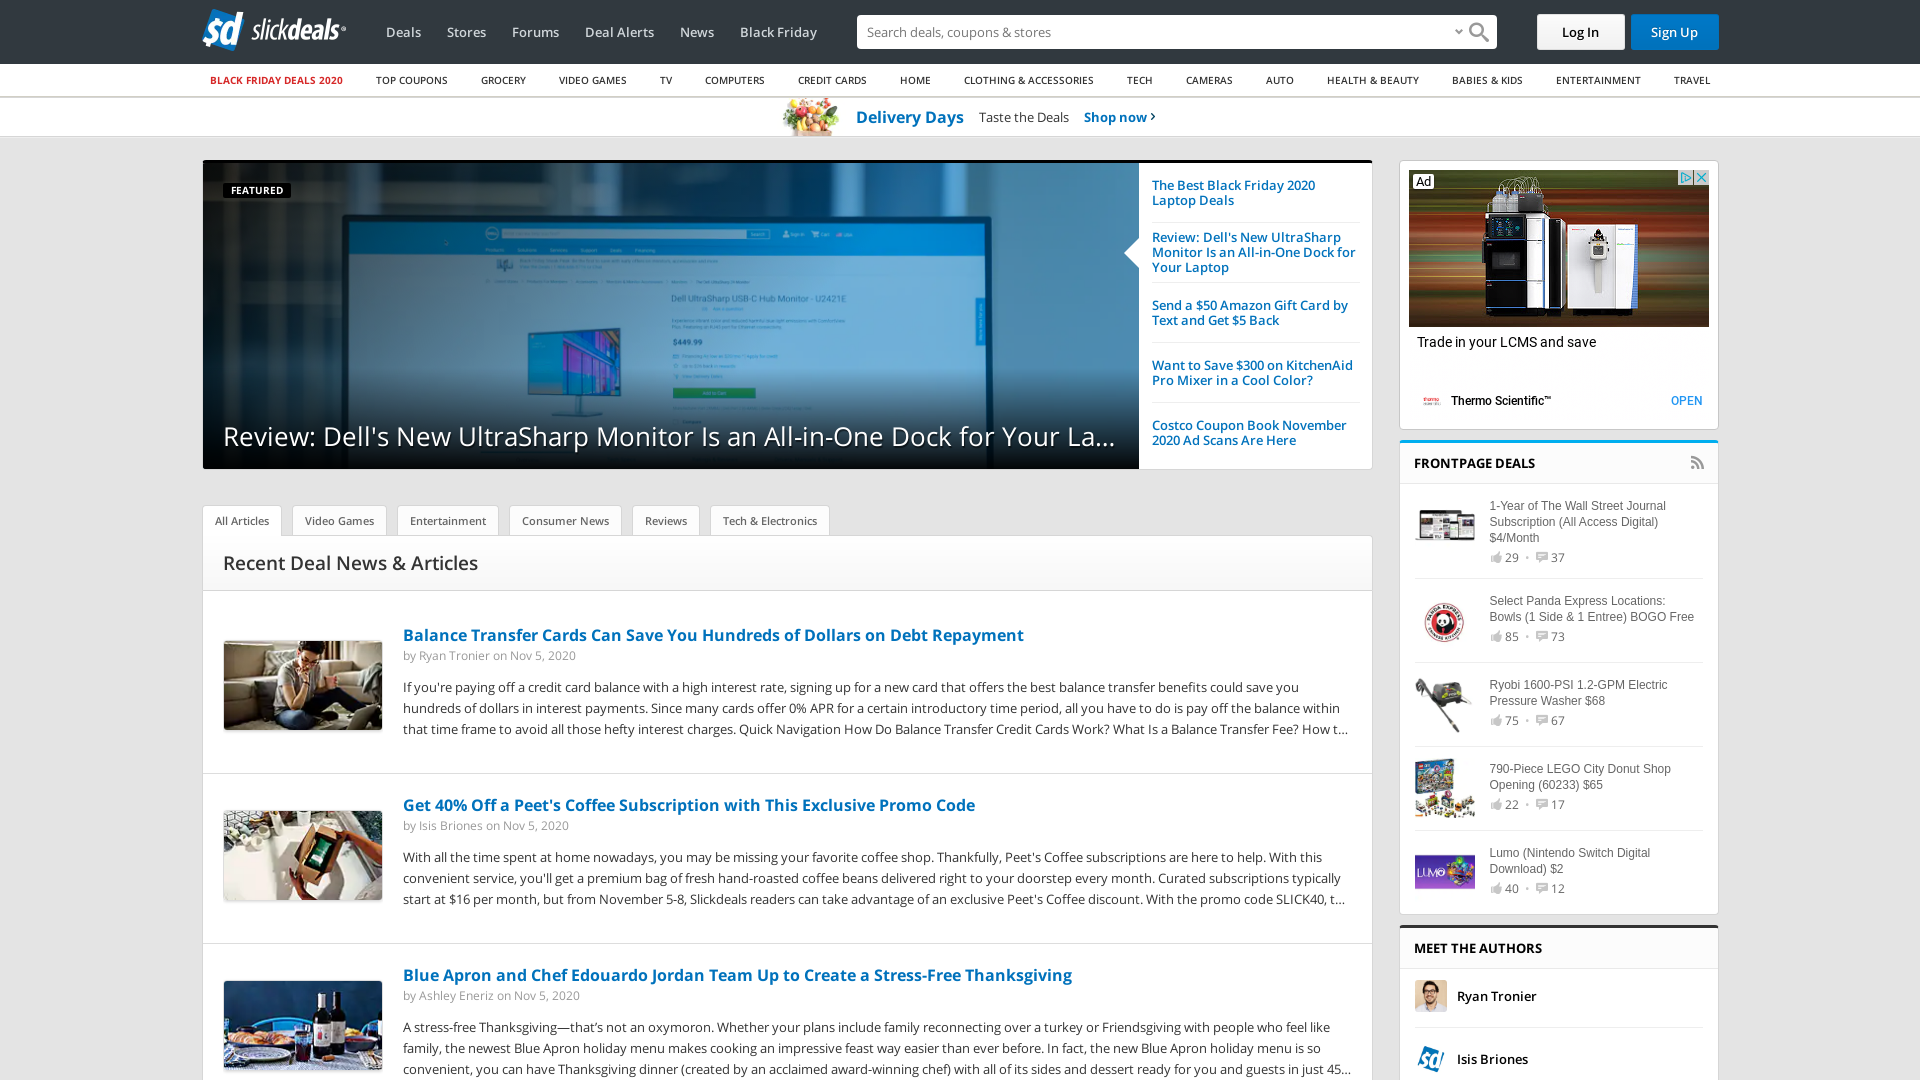 slickdeals
Deals
Stores
Forums
Deal Alerts
News
Black Friday
Search deals, coupons & shops
Log In
Sign Up
BLACK FRIDAY DEALS 2020
TOP COUPONS
GROCERY
VIDEO GAMES
TV
COMPUTERS
CREDIT CARDS
HOME
CLOTHING & ACCESSORIES
TECH
CAMERAS
AUTO
HEALTH & BEAUTY
BABIES & KIDS
ENTERTAINMENT
TRAVEL
Delivery Days
Taste the Deals
Shop now
FEATURED
Dell UltraSharp USB-C Hub Monitor - U2421E
$449.99
Add to Cart
Review: Dell's New UltraSharp Monitor Is an All-in-One Dock for Your La...
The Best Black Friday 2020
Laptop Deals
Review: Dell's New UltraSharp
Monitor Is an All-in-One Dock for
Your Laptop
Send a $50 Amazon Gift Card by
Text and Get $5 Back
Want to Save $300 on KitchenAid
Pro Mixer in a Cool Color?
Costco Coupon Book November
2020 Ad Scans Are Here
Ad
Trade in your LCMS and save
Thermo Scientific™
OPEN
All Articles
Video Games
Entertainment
Consumer News
Reviews
Tech & Electronics
Recent Deal News & Articles
Balance Transfer Cards Can Save You Hundreds of Dollars on Debt Repayment
by Ryan Tronier on Nov 5, 2020
If you're paying off a credit card balance with a high interest rate, signing up for a new card that offers the best balance transfer benefits could save you
hundreds of dollars in interest payments. Since many cards offer 0% APR for a certain introductory time period, all you have to do is pay off the balance within
that time frame to avoid all those hefty interest charges. Quick Navigation How Do Balance Transfer Credit Cards Work? What Is a Balance Transfer Fee? How t...
Get 40% Off a Peet's Coffee Subscription with This Exclusive Promo Code
by Isis Briones on Nov 5, 2020
With all the time spent at home nowadays, you may be missing your favorite coffee shop. Thankfully, Peet's Coffee subscriptions are here to help. With this
convenient service, you'll get a premium bag of fresh hand-roasted coffee beans delivered right to your doorstep every month. Curated subscriptions typically
start at $16 per month, but from November 5-8, Slickdeals readers can take advantage of an exclusive Peet's Coffee discount. With the promo code SLICK40, t...
Blue Apron and Chef Edouardo Jordan Team Up to Create a Stress-Free Thanksgiving
by Ashley Eneriz on Nov 5, 2020
A stress-free Thanksgiving—that's not an oxymoron. Whether your plans include family reconnecting over a turkey or Friendsgiving with people who feel like
family, the newest Blue Apron holiday menu makes cooking an impressive feast way easier than ever before. In fact, the new Blue Apron holiday menu is so
convenient, you can have Thanksgiving dinner (created by an acclaimed award-winning chef) with all of its sides and dessert ready for you and guests in just 45...
FRONTPAGE DEALS
1-Year of The Wall Street Journal
Subscription (All Access Digital)
$4/Month
29 • 37
PANDA EXPRESS
Select Panda Express Locations:
Bowls (1 Side & 1 Entree) BOGO Free
85 • 73
Ryobi 1600-PSI 1.2-GPM Electric
Pressure Washer $68
75 • 67
790-Piece LEGO City Donut Shop
Opening (60233) $65
22 • 17
LUMO
Lumo (Nintendo Switch Digital
Download) $2
40 • 12
MEET THE AUTHORS
Ryan Tronier
sd
Isis Briones